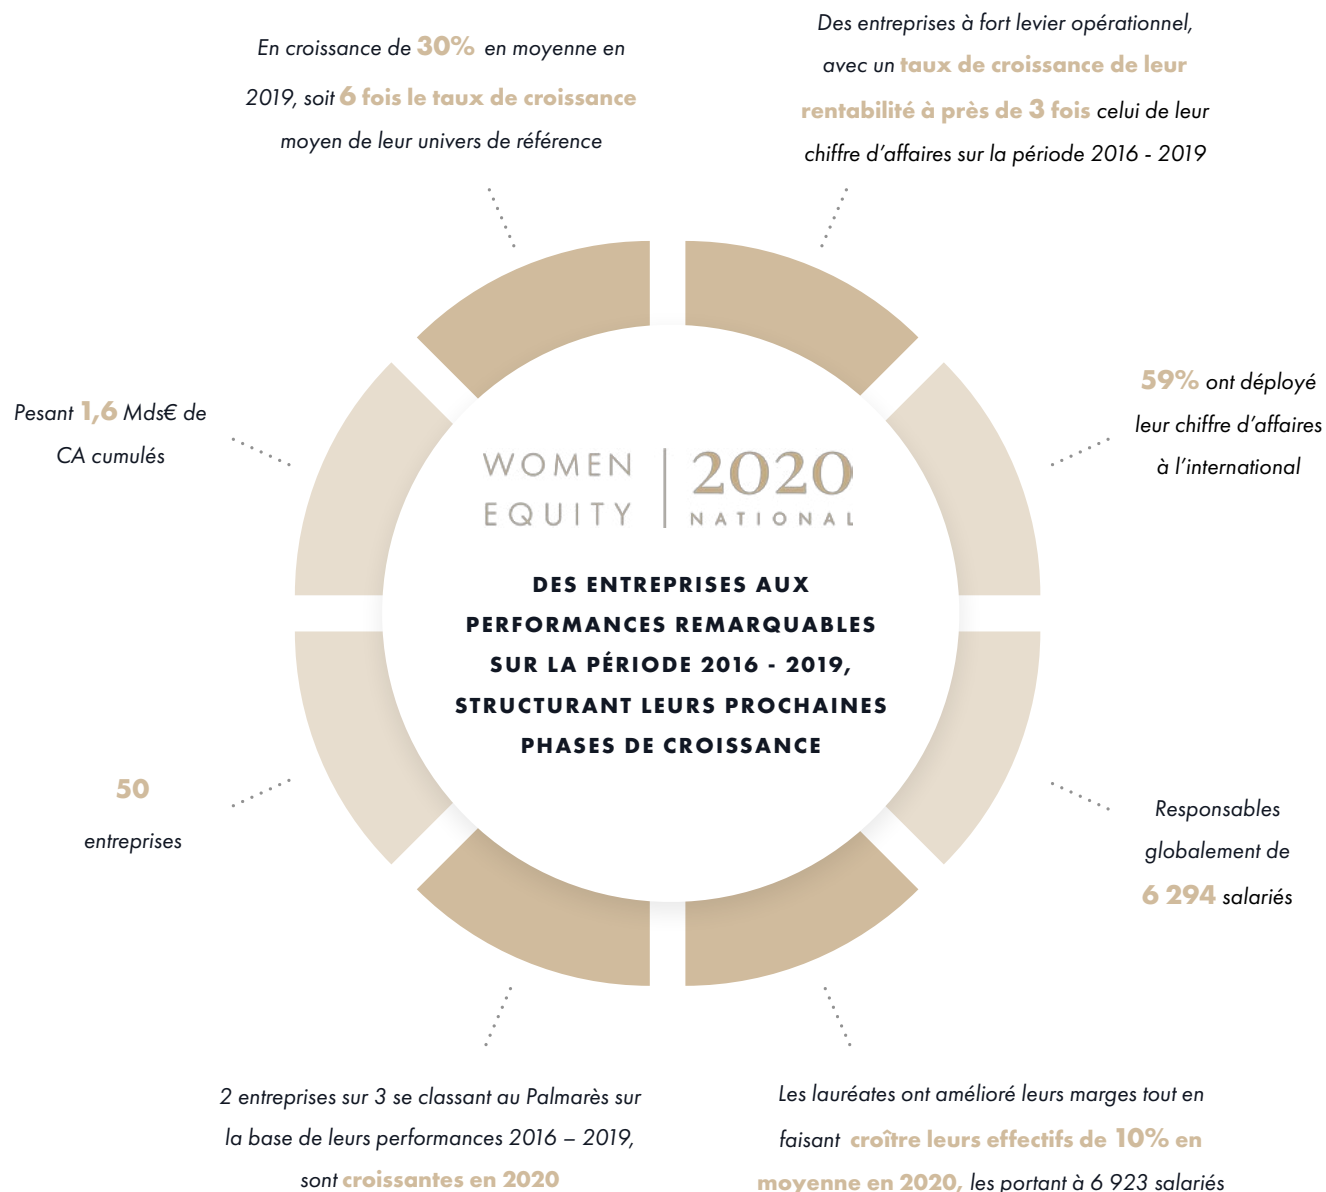 En croissance de 30% en moyenne en
2019, soit 6 fois le taux de croissance
moyen de leur univers de référence
Des entreprises à fort levier opérationnel,
avec un taux de croissance de leur
rentabilité à près de 3 fois celui de leur
chiffre d'affaires sur la période 2016 - 2019
Pesant 1,6 Mds€ de
CA cumulés
59% ont déployé
leur chiffre d'affaires
à l'international
WOMEN
EQUITY
2020
NATIONAL
DES ENTREPRISES AUX
PERFORMANCES REMARQUABLES
SUR LA PÉRIODE 2016 - 2019,
STRUCTURANT LEURS PROCHAINES
PHASES DE CROISSANCE
50
entreprises
Responsables
globalement de
6 294 salariés
2 entreprises sur 3 se classant au Palmarès sur
la base de leurs performances 2016 – 2019,
sont croissantes en 2020
Les lauréates ont amélioré leurs marges tout en
faisant croître leurs effectifs de 10% en
moyenne en 2020, les portant à 6 923 salariés